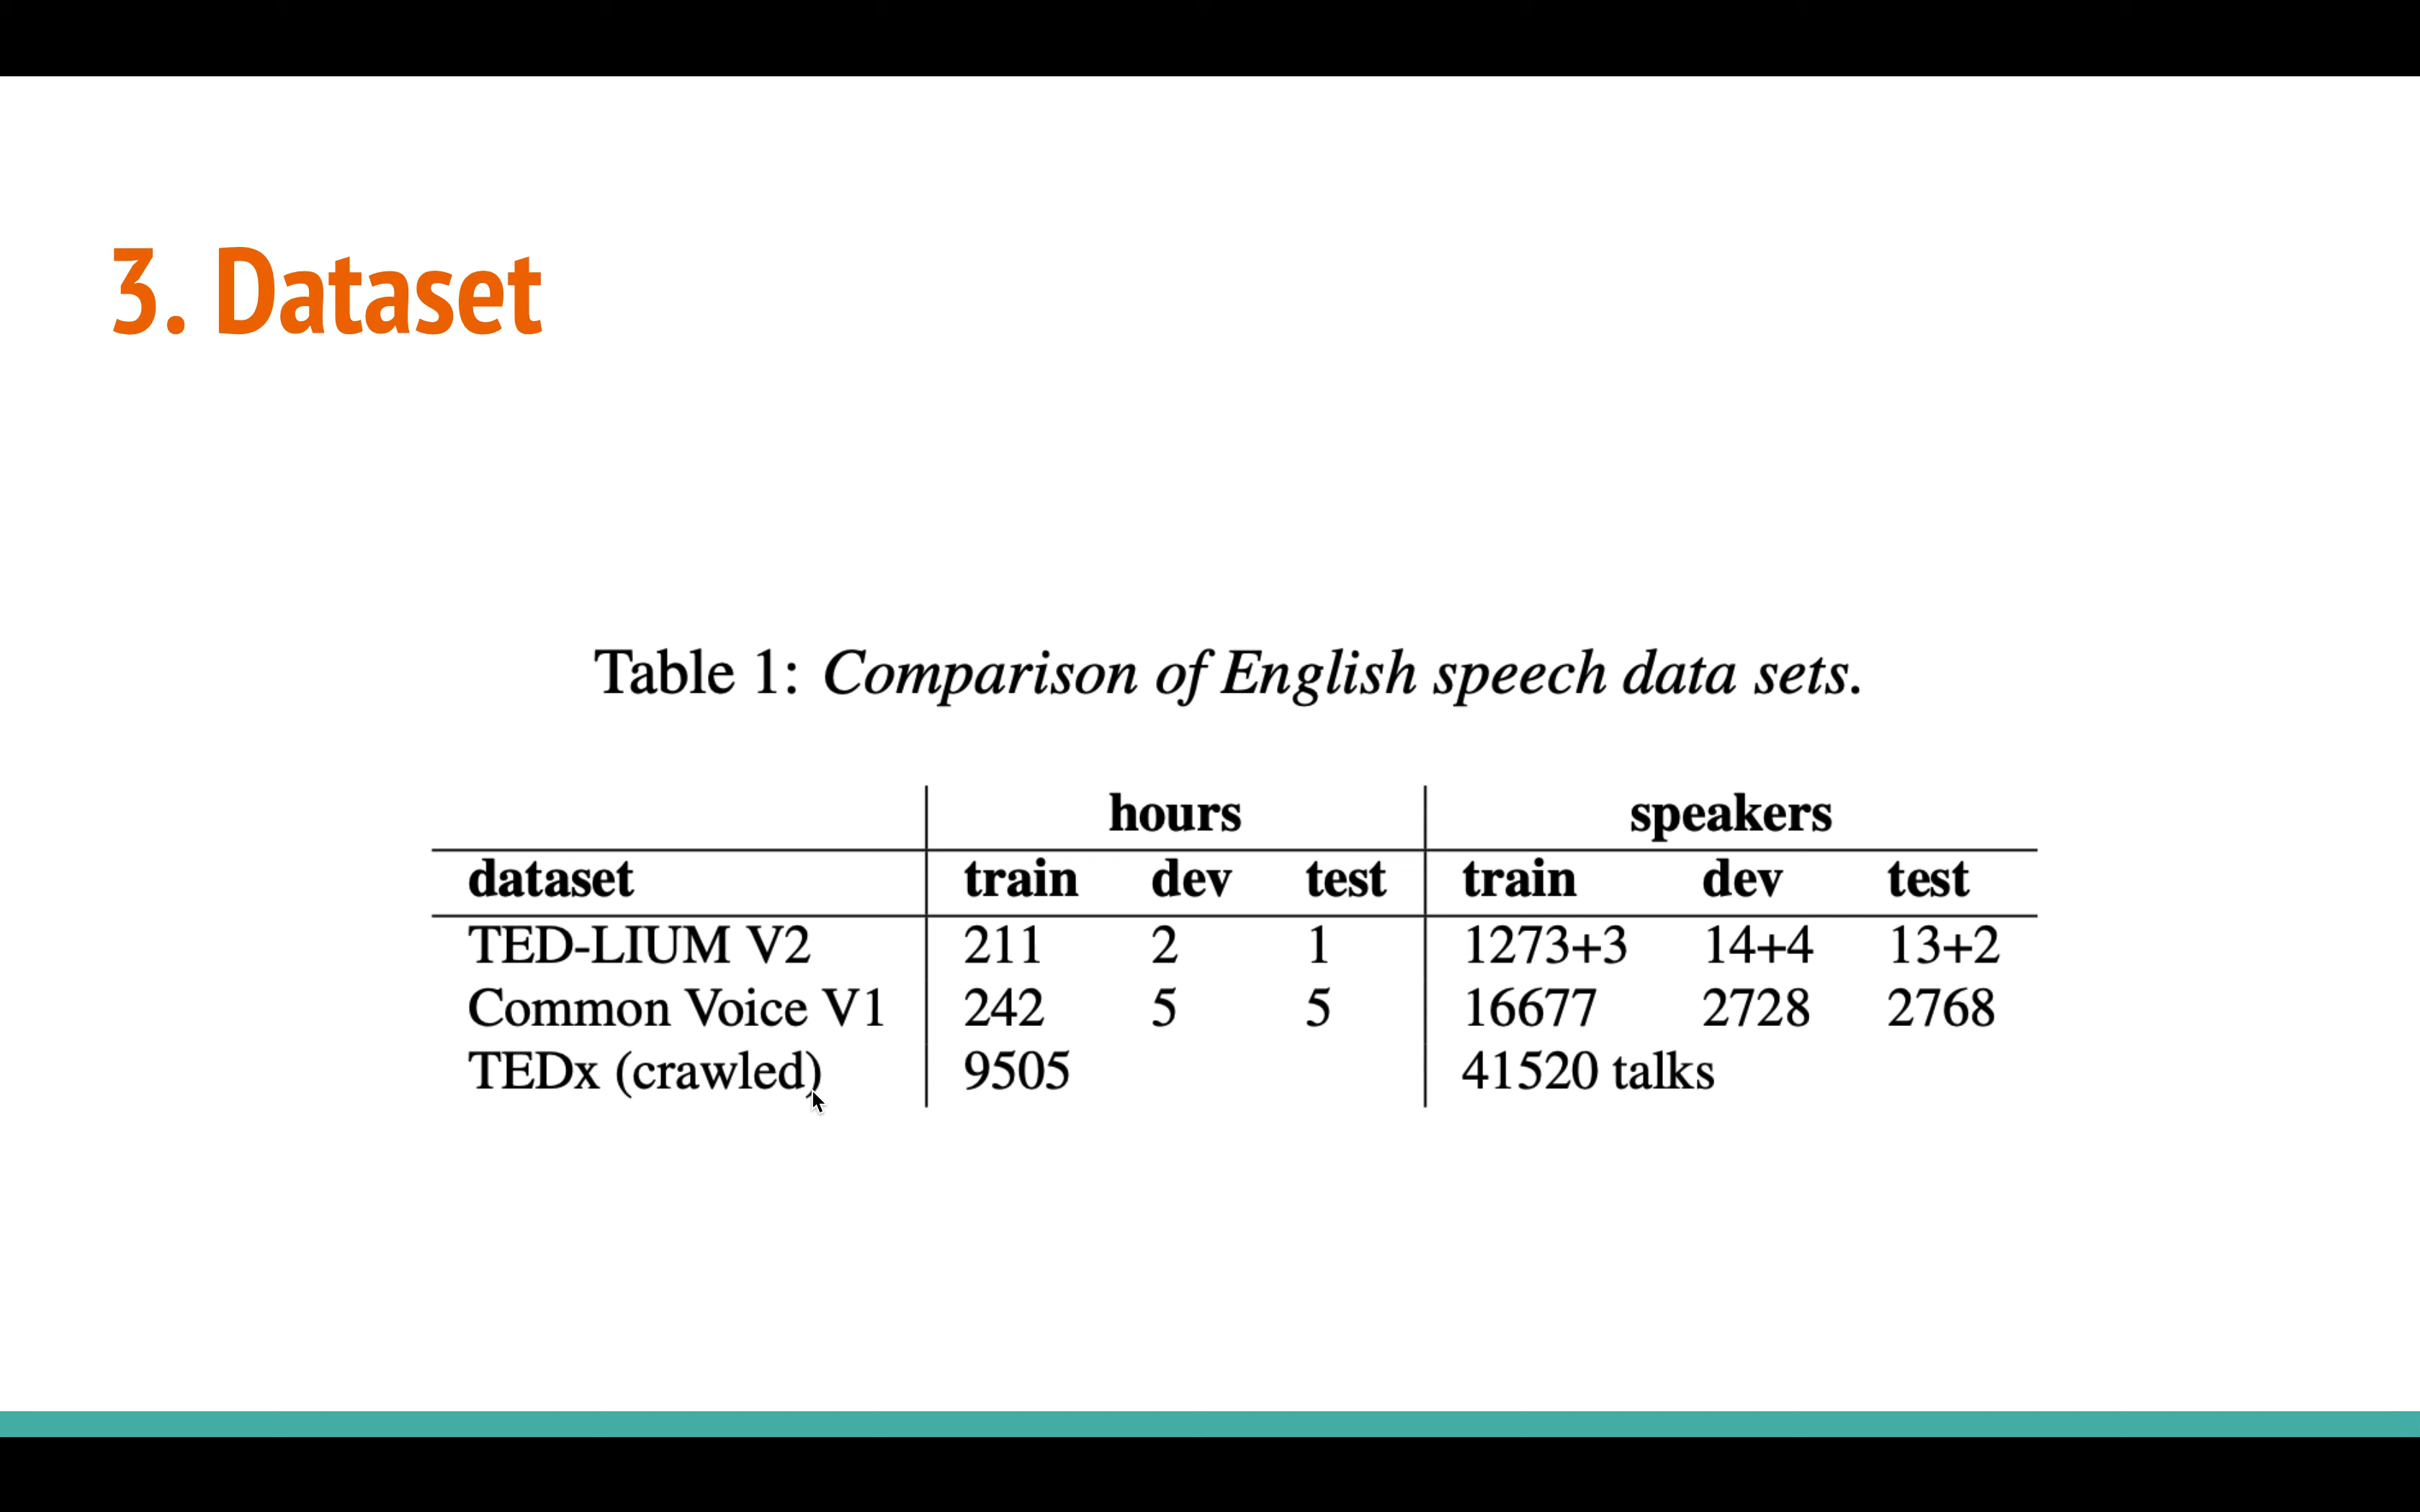 3. Dataset
Table 1: Comparison of English speech data sets.
hours speakers
dataset train dev test train dev test
TED-LIUM V2 211 2 1 1273+3 14+4 13+2
Common Voice V1 242 5 5 16677 2728 2768
TEDx (crawled) 9505 41520 talks